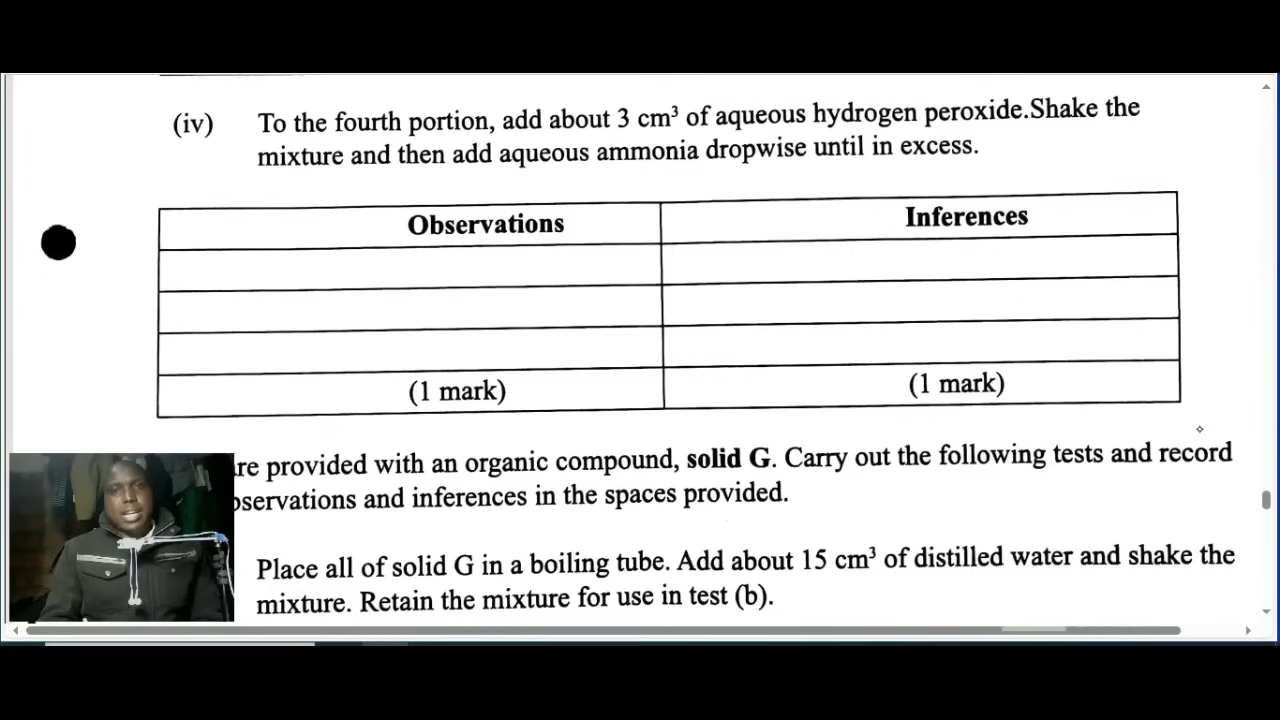 (iv) To the fourth portion, add about 3 cm³ of aqueous hydrogen peroxide.Shake the
mixture and then add aqueous ammonia dropwise until in excess.
Observations Inferences
(1 mark) (1 mark)
provided with an organic compound, solid G. Carry out the following tests and record
and inferences in the spaces provided.
Place all of solid G in a boiling tube. Add about 15 cm³ of distilled water and shake the
mixture. Retain the mixture for use in test (b).